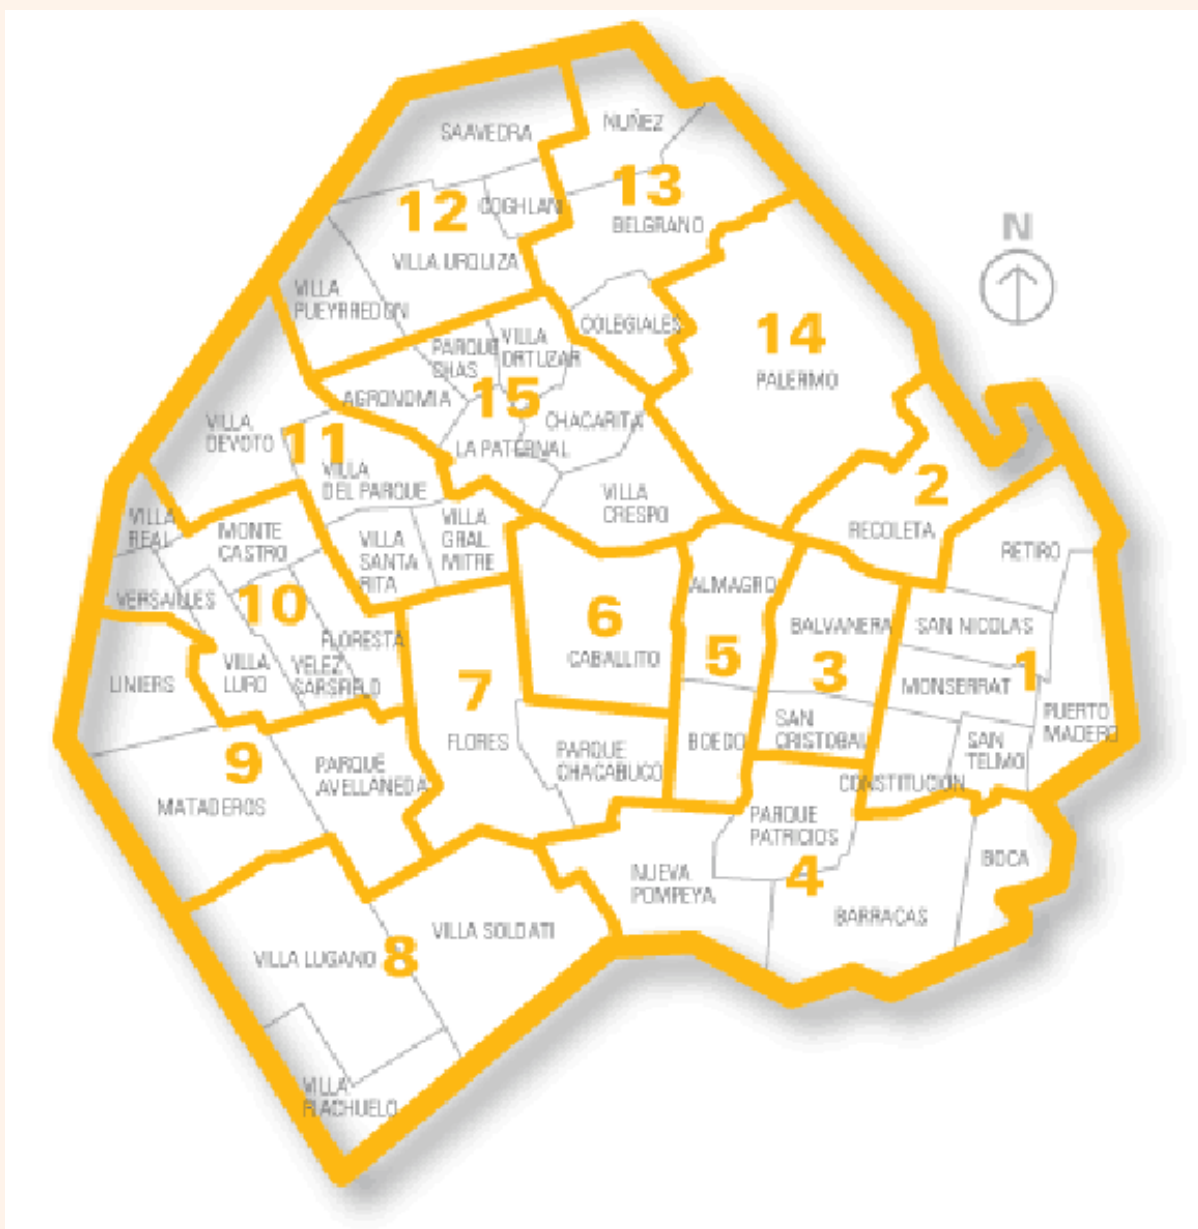 NUÑEZ
SAAVEDRA
13
12
COGHLAN
BELGRANO
N
VILLA URQUIZA
VILLA
PUEYRREDON
COLEGIALES
14
VILLA
ORTUZAR
PARQUE
CHAS
PALERMO
15
AGRONOMIA
CHACARITA
VILLA
DEVOTO
11
LA PATERNAL
VILLA
DEL PARQUE
2
VILLA
CRESPO
RECOLETA
VILLA
REAL
MONTE
CASTRO
VILLA
GRAL
MITRE
VILLA
SANTA
RITA
RETIRO
ALMAGRO
VERSAILLES
10
6
BALVANERA
SAN NICOLAS
FLORESTA
CABALLITO
5
3
1
LINIERS
VILLA
LURO
VELEZ
SARSFIELD
7
MONSERRAT
PUERTO
MADERO
FLORES
PARQUE
CHACABUCO
BOEDO
SAN
CRISTOBAL
SAN
TELMO
9
PARQUE
AVELLANEDA
CONSTITUCION
MATADEROS
PARQUE
PATRICIOS
BOCA
NUEVA
POMPEYA
4
BARRACAS
VILLA SOLDATI
VILLA LUGANO
8
VILLA
RIACHUELO